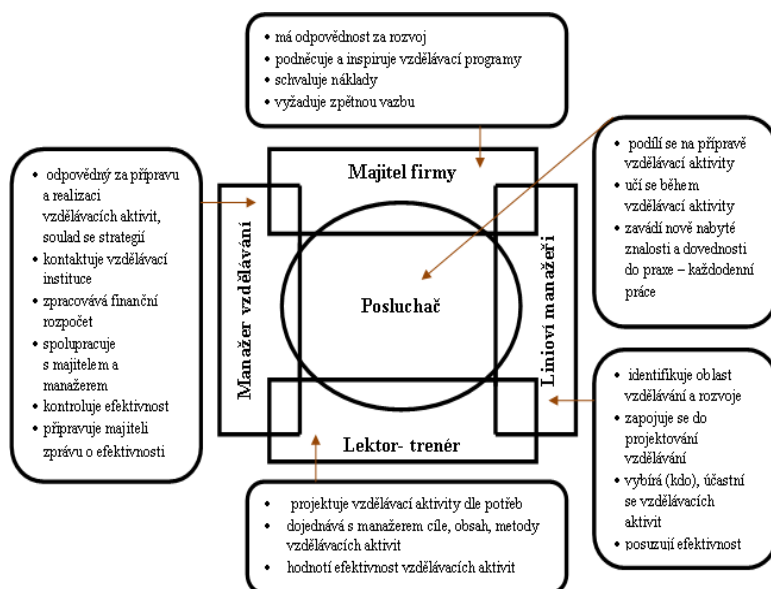 • má odpovědnost za rozvoj
• podněcuje a inspiruje vzdělávací programy
• schvaluje náklady
• vyžaduje zpětnou vazbu
• odpovědný za přípravu
a realizaci
vzdělávacích aktivit,
soulad se strategií
• kontaktuje vzdělávací
instituce
• zpracovává finanční
rozpočet
• spolupracuje
s majitelem a
manažerem
• kontroluje efektivnost
• připravuje majiteli
zprávu o efektivnosti
Majitel firmy
Manažer vzdělávání
Posluchač
Linioví manažeři
Lektor- trenér
• podílí se na přípravě
vzdělávací aktivity
• učí se během
vzdělávací aktivity
• zavádí nově nabyté
znalosti a dovednosti
do praxe – každodenní
práce
• identifikuje oblast
vzdělávání a rozvoje
• zapojuje se do
projektování
vzdělávání
• vybírá (kdo), účastní
se vzdělávacích
aktivit
• posuzují efektivnost
• projektuje vzdělávací aktivity dle potřeb
• dojednává s manažerem cíle, obsah, metody
vzdělávacích aktivit
• hodnotí efektivnost vzdělávacích aktivit